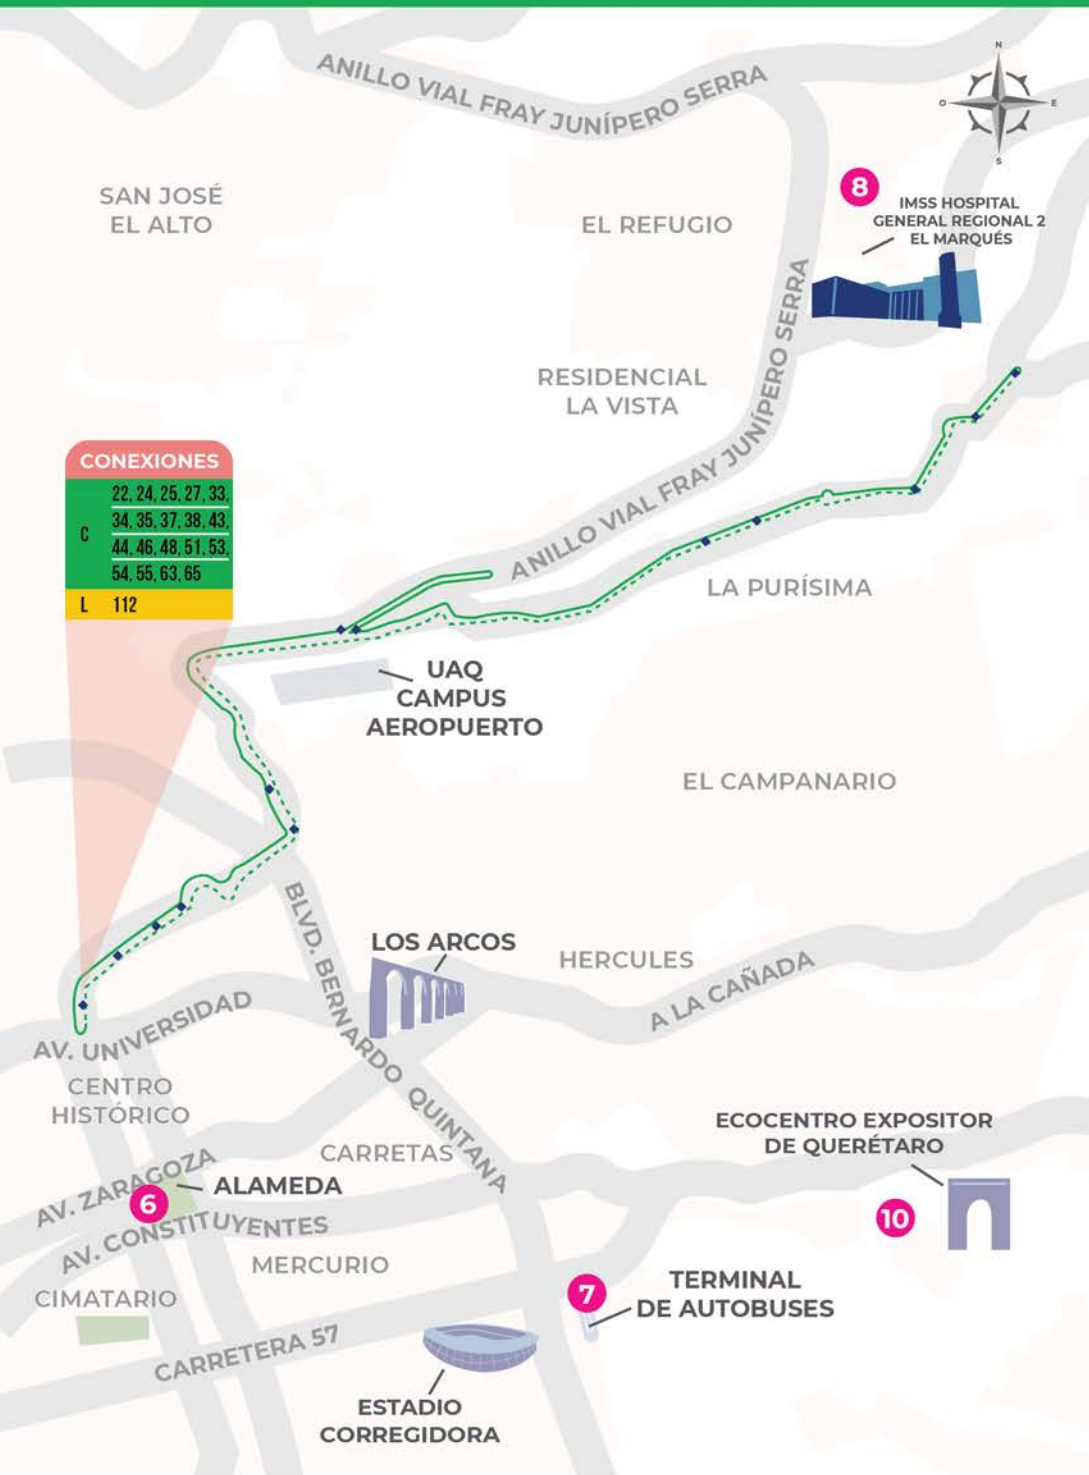 ANILLO VIAL FRAY JUNÍPERO SERRA
N
O
E
S
SAN JOSÉ
EL ALTO
EL REFUGIO
8
IMSS HOSPITAL
GENERAL REGIONAL 2
EL MARQUÉS
RESIDENCIAL
LA VISTA
ANILLO VIAL FRAY JUNÍPERO SERRA
CONEXIONES
C
22, 24, 25, 27, 33,
34, 35, 37, 38, 43,
44, 46, 48, 51, 53,
54, 55, 63, 65
L 112
LA PURÍSIMA
UAQ
CAMPUS
AEROPUERTO
EL CAMPANARIO
BLVD. BERNARDO QUINTANA
LOS ARCOS
HERCULES
A LA CAÑADA
AV. UNIVERSIDAD
CENTRO
HISTÓRICO
CARRETAS
ECOCENTRO EXPOSITOR
DE QUERÉTARO
10
AV. ZARAGOZA
6
ALAMEDA
AV. CONSTITUYENTES
MERCURIO
CIMATARIO
7
TERMINAL
DE AUTOBUSES
CARRETERA 57
ESTADIO
CORREGIDORA